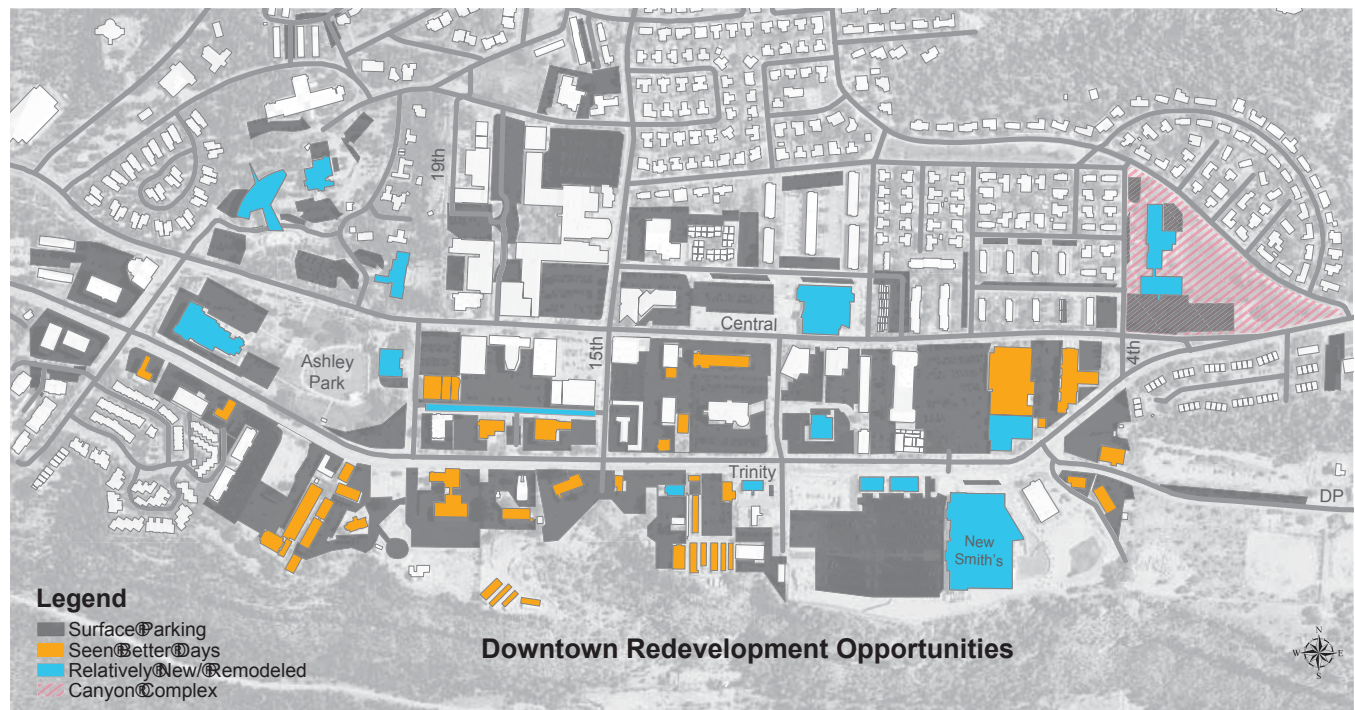 19th
15th
Central
4th
Ashley
Park
Trinity
DP
New
Smith's
Legend
Surface®Parking
Seen®Better®Days
Relatively®New/®Remodeled
Canyon®Complex
Downtown Redevelopment Opportunities
N
W E
S